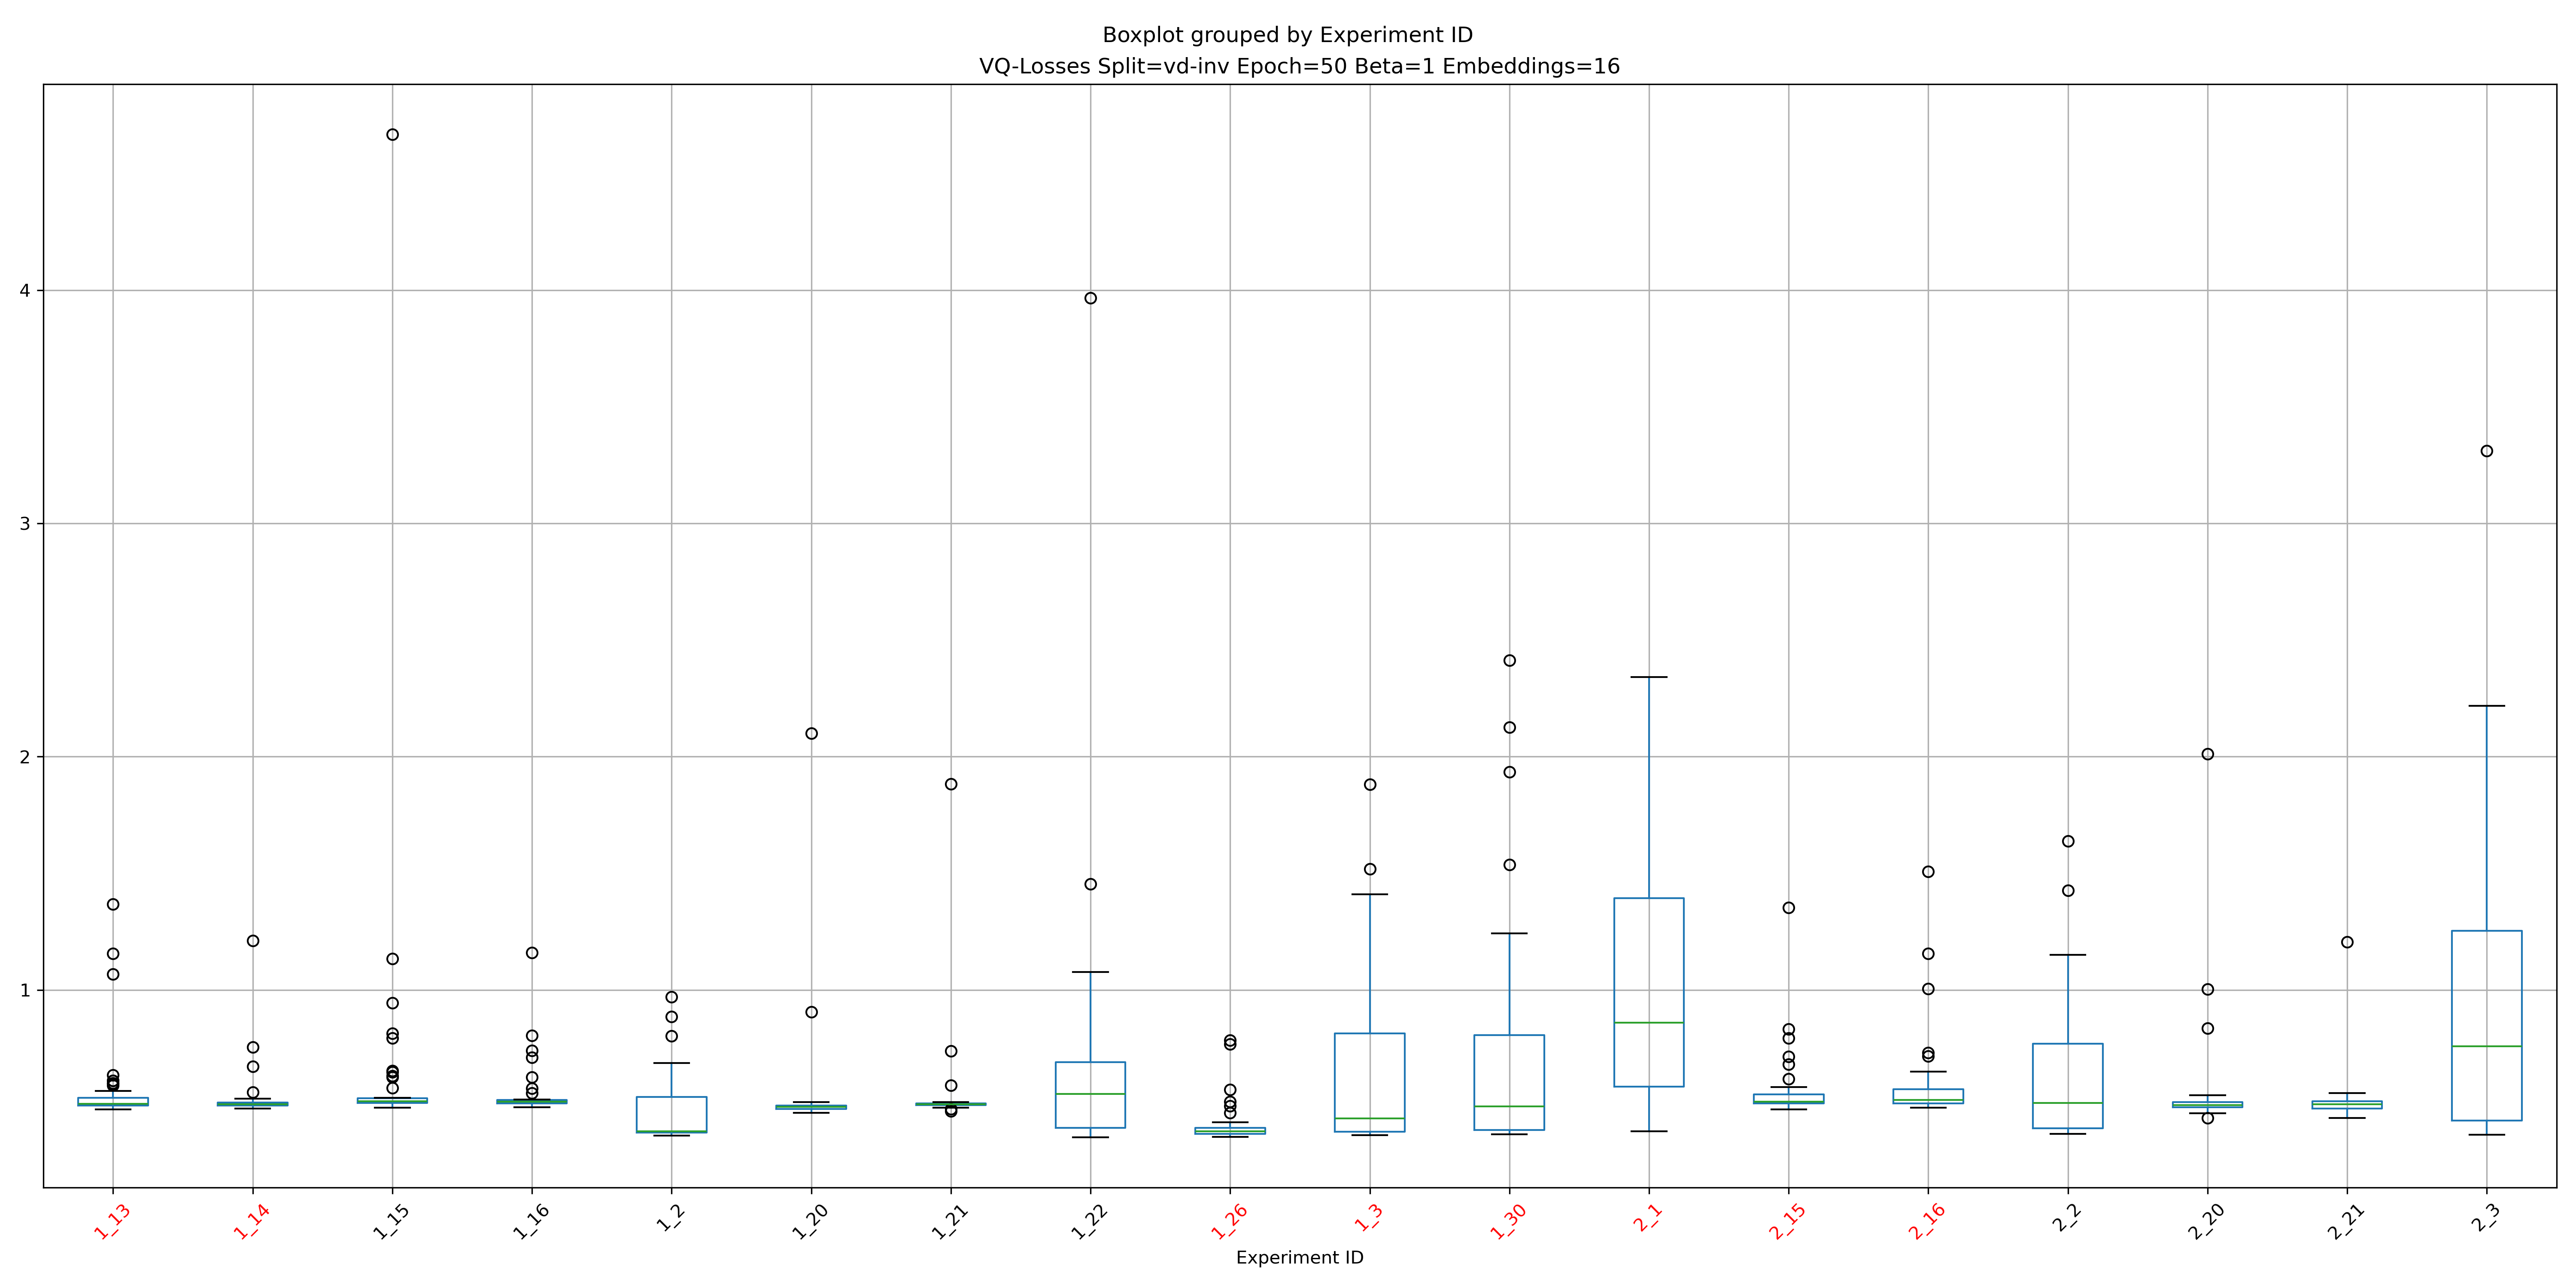 Boxplot grouped by Experiment ID
VQ-Losses Split=vd-inv Epoch=50 Beta=1 Embeddings=16
4
3
2
1
1_13 1_14 1_15 1_16 1_2 1_20 1_21 1_22 1_26 1_3 1_30 2_1 2_15 2_16 2_2 2_20 2_21 2_3
Experiment ID